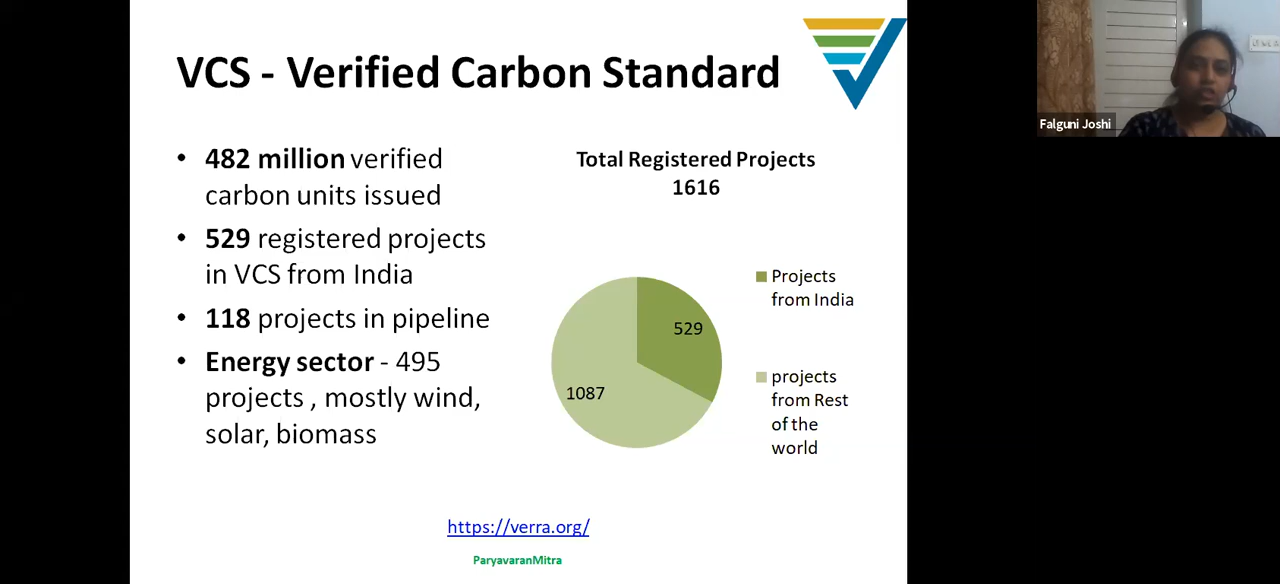 VCS - Verified Carbon Standard
• 482 million verified
carbon units issued
• 529 registered projects
in VCS from India
• 118 projects in pipeline
• Energy sector - 495
projects , mostly wind,
solar, biomass
Total Registered Projects
1616
529
1087
Projects
from India
projects
from Rest
of the
world
https://verra.org/
ParyavaranMitra
Falguni Joshi